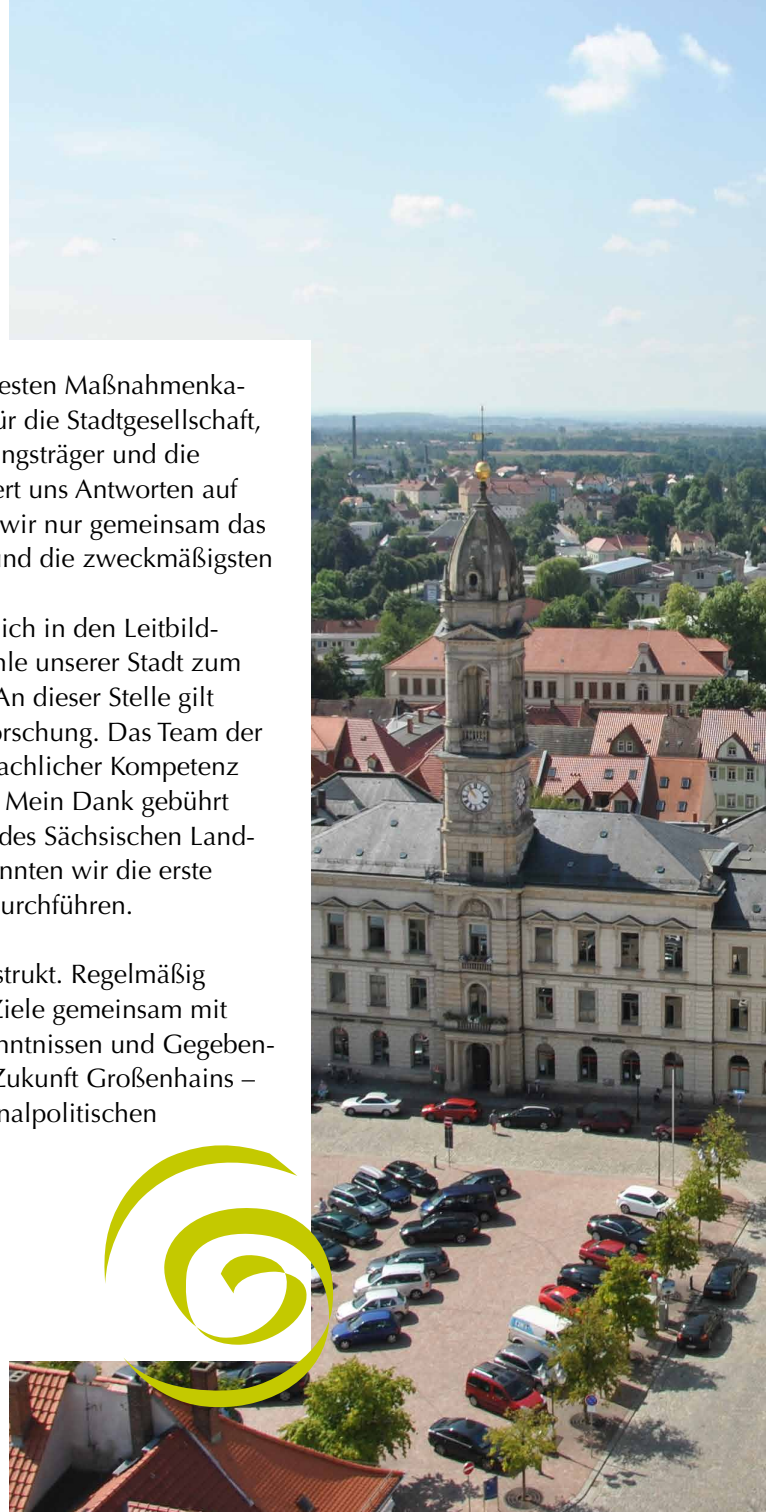 esten Maßnahmenka-
ür die Stadtgesellschaft,
ngsträger und die
ert uns Antworten auf
wir nur gemeinsam das
und die zweckmäßigsten
ich in den Leitbild-
hle unserer Stadt zum
An dieser Stelle gilt
orschung. Das Team der
achlicher Kompetenz
Mein Dank gebührt
des Sächsischen Land-
nnten wir die erste
durchführen.
strukt. Regelmäßig
Ziele gemeinsam mit
nntnissen und Gegeben-
Zukunft Großenhains –
nalpolitischen